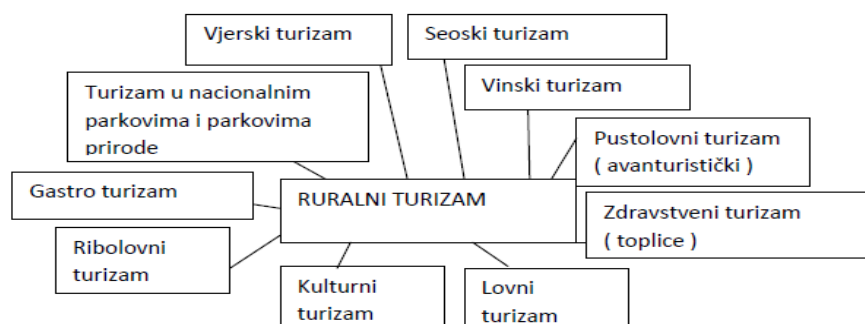 Vjerski turizam
Seoski turizam
Vinski turizam
Turizam u nacionalnim
parkovima i parkovima
prirode
Pustolovni turizam
( avanturistički )
Gastro turizam
RURALNI TURIZAM
Zdravstveni turizam
( toplice )
Ribolovni
turizam
Kulturni
turizam
Lovni
turizam